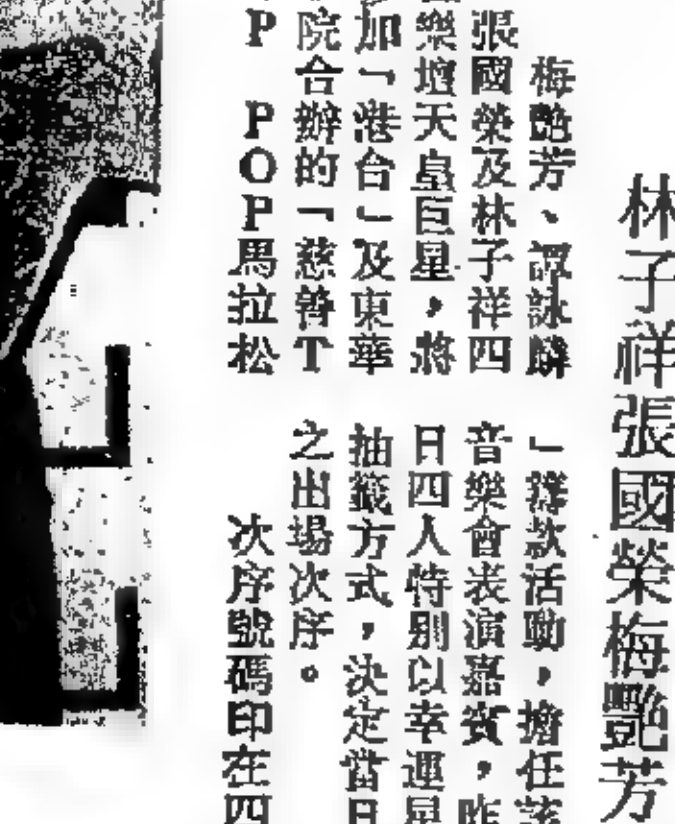 林子祥張國榮梅艷芳
梅艷芳、譚詠麟
張國榮及林子祥四
樂壇天皇巨星，將
加「港台」及東華
院合辦的「慈善T
P POP馬拉松
」籌款活動，擔任該
音樂會表演嘉賓，昨
日四人特別以幸運星
抽籤方式，決定當日
之出場次序。
次序號碼印在四